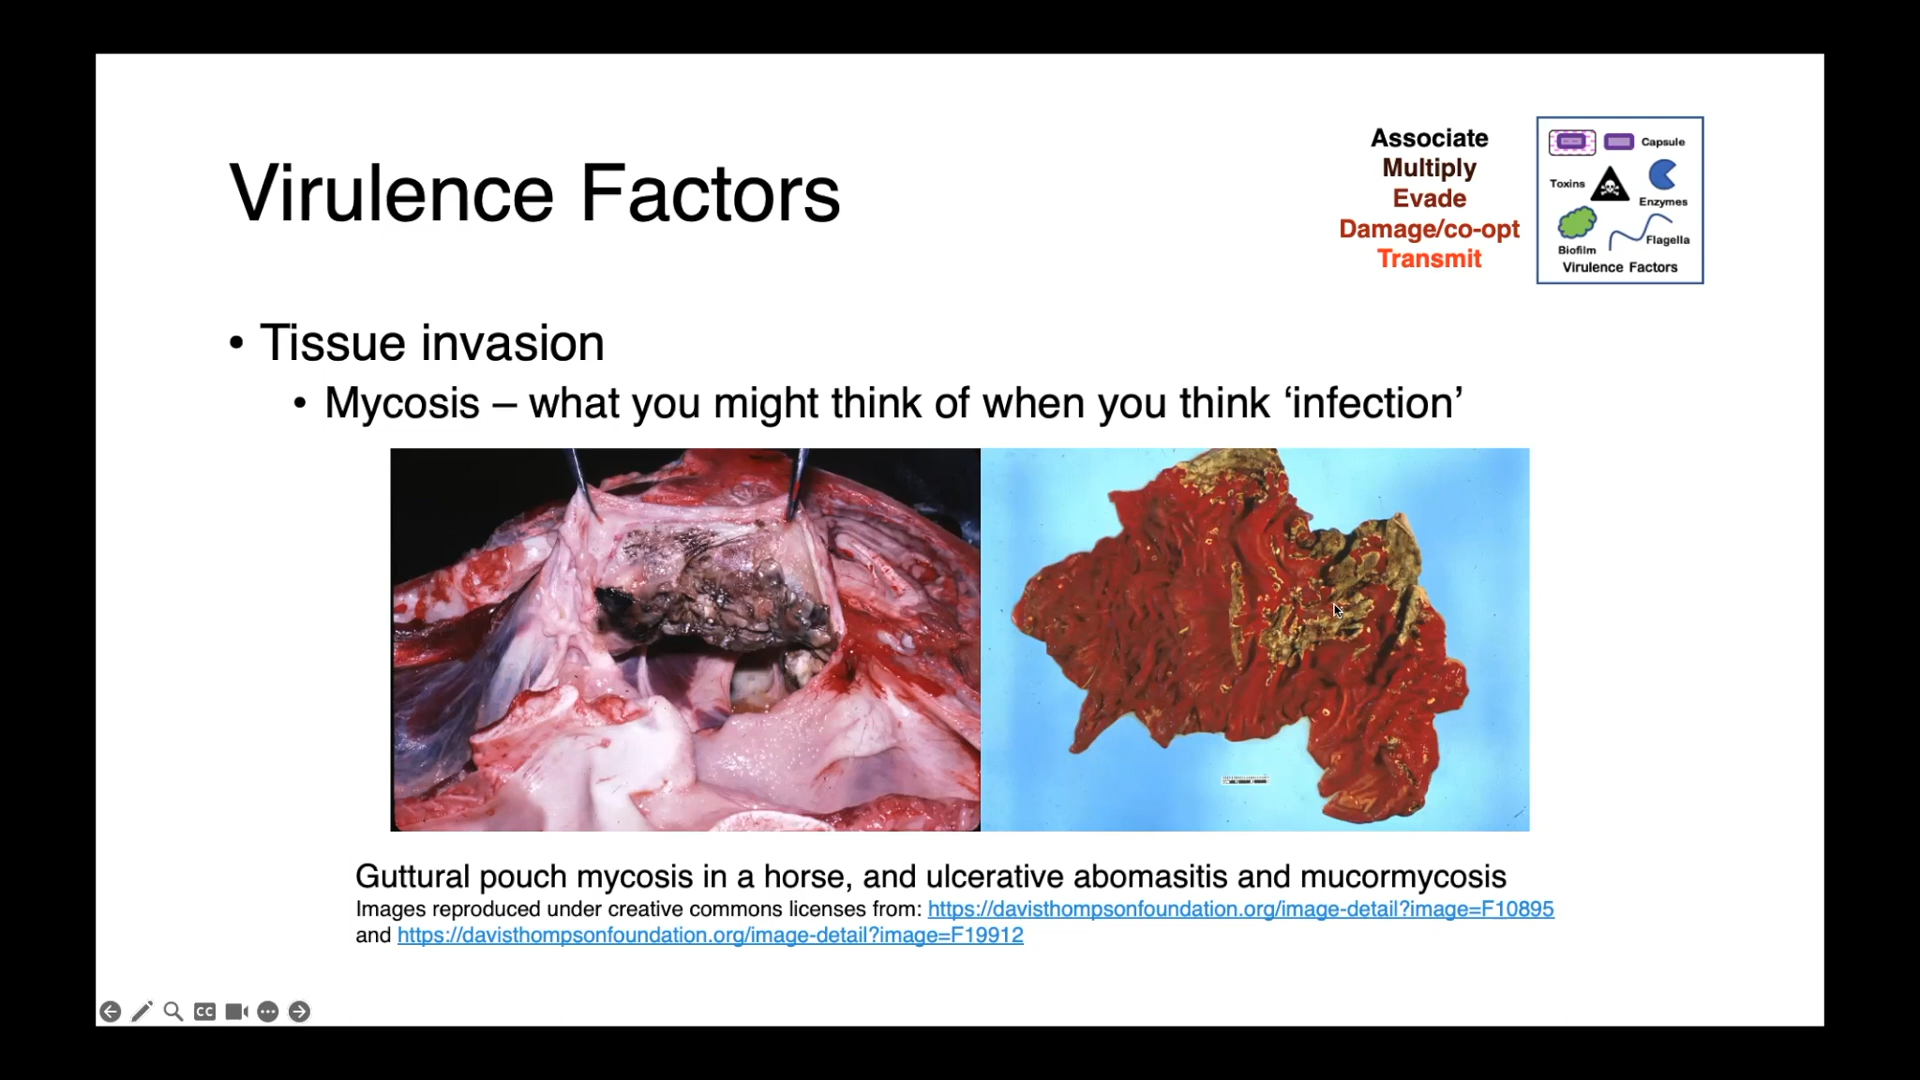 Virulence Factors
Associate
Multiply
Evade
Damage/co-opt
Transmit
Capsule
Toxins
Enzymes
Biofilm
Flagella
Virulence Factors
• Tissue invasion
• Mycosis – what you might think of when you think ‘infection’
Guttural pouch mycosis in a horse, and ulcerative abomasitis and mucormycosis
Images reproduced under creative commons licenses from: https://davisthompsonfoundation.org/image-detail?image=F10895
and https://davisthompsonfoundation.org/image-detail?image=F19912
CC